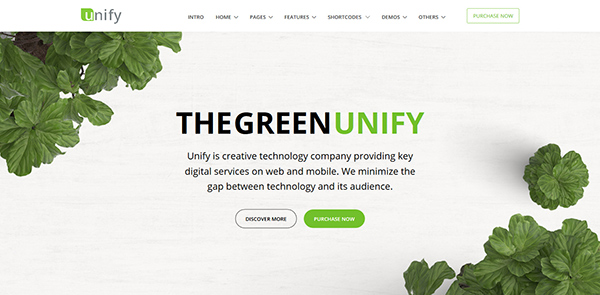 unify
INTRO HOME PAGES FEATURES SHORTCODES DEMOS OTHERS PURCHASE NOW
THEGREENUNIFY
Unify is creative technology company providing key
digital services on web and mobile. We minimize the
gap between technology and its audience.
DISCOVER MORE PURCHASE NOW